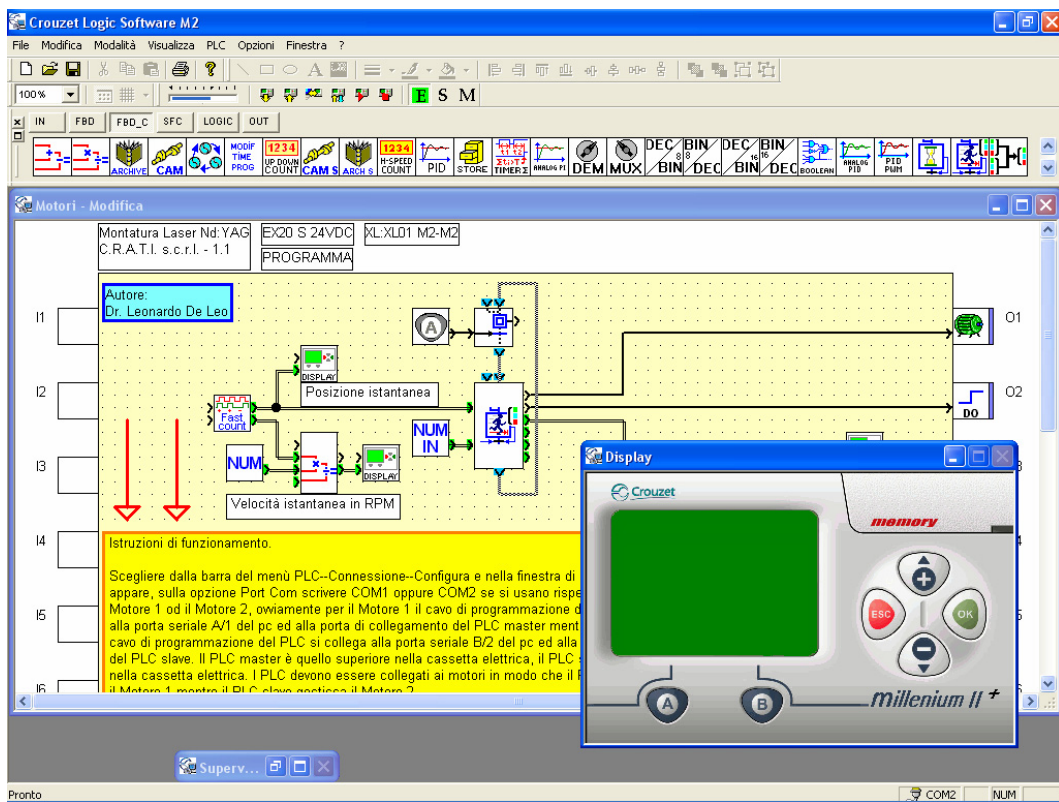 Crouzet Logic Software M2
File Modifica Modalità Visualizza PLC Opzioni Finestra ?
100%
E S M
IN FBD FBD_C SFC LOGIC OUT
ARCHIVE CAM MODIF TIME PROG 1234 UP DOWN COUNT CAM S ARCH S 1234 H-SPEED COUNT PID STORE TIMER Σ ANALOG PI DEM MUX DEC/BIN 8 8 BIN/DEC DEC/BIN 16 16 BIN/DEC BOOLEAN ANALOG PID PID PWM
Motori - Modifica
Montatura Laser Nd:YAG
C.R.A.T.I. s.c.r.l. - 1.1
EX20 S 24VDC
XL:XL01 M2-M2
PROGRAMMA
Autore:
Dr. Leonardo De Leo
I1
A
O1
DISPLAY
Posizione istantanea
I2
Fast count
O2
DO
NUM IN
NUM
DISPLAY
I3
Velocità istantanea in RPM
I4
Istruzioni di funzionamento.
Scegliere dalla barra del menù PLC--Connessione--Configura e nella finestra di
appare, sulla opzione Port Com scrivere COM1 oppure COM2 se si usano rispe
Motore 1 od il Motore 2, ovviamente per il Motore 1 il cavo di programmazione d
I5
alla porta seriale A/1 del pc ed alla porta di collegamento del PLC master ment
cavo di programmazione del PLC si collega alla porta seriale B/2 del pc ed alla
del PLC slave. Il PLC master è quello superiore nella cassetta elettrica, il PLC s
nella cassetta elettrica. I PLC devono essere collegati ai motori in modo che il P
I6
il Motore 1 mentre il PLC slave gestisca il Motore 2
Display
Crouzet
memory
ESC
OK
A
B
millenium II +
Superv...
Pronto
COM2
NUM